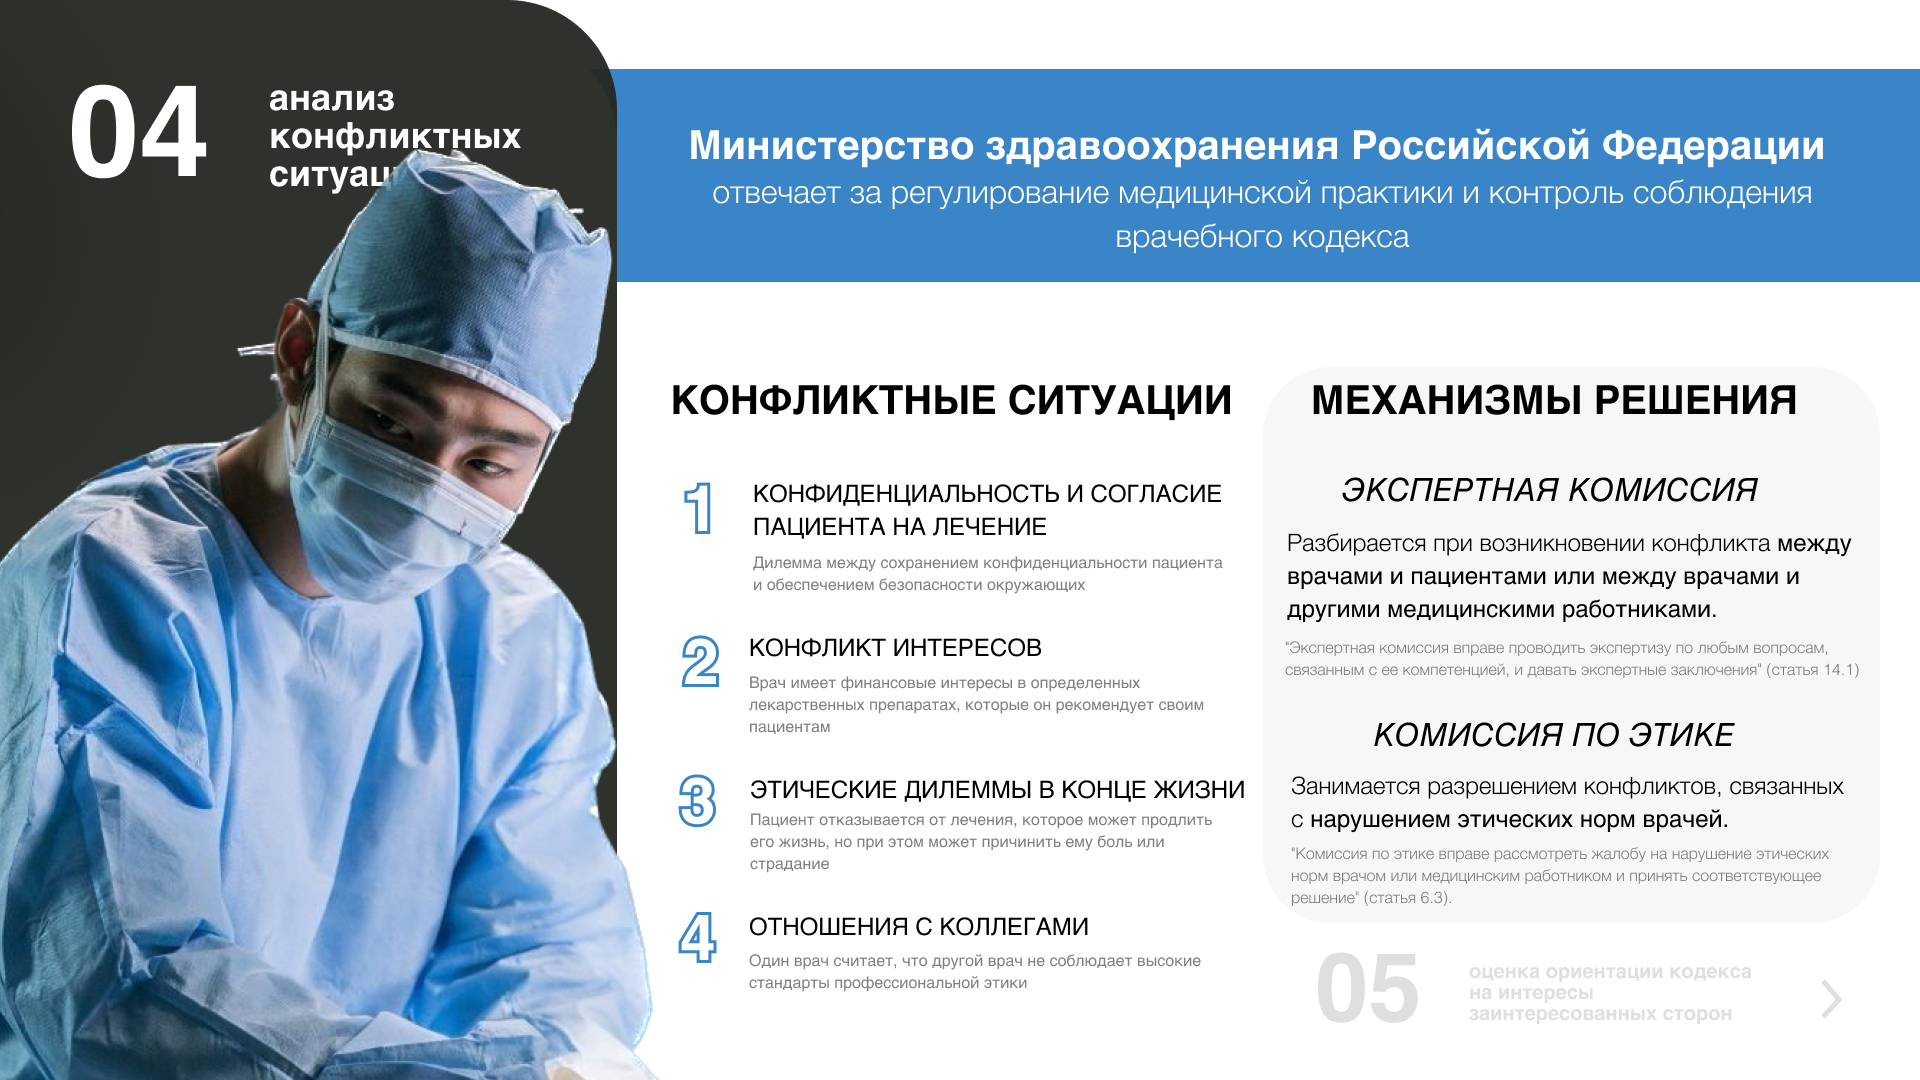 04
анализ
конфликтных
Министерство здравоохранения Российской Федерации
отвечает за регулирование медицинской практики и контроль соблюдения
врачебного кодекса
КОНФЛИКТНЫЕ СИТУАЦИИ
1
КОНФИДЕНЦИАЛЬНОСТЬ И СОГЛАСИЕ
ПАЦИЕНТА НА ЛЕЧЕНИЕ
Дилемма между сохранением конфиденциальности пациента
и обеспечением безопасности окружающих
2
КОНФЛИКТ ИНТЕРЕСОВ
Врач имеет финансовые интересы в определенных
лекарственных препаратах, которые он рекомендует своим
пациентам
3
ЭТИЧЕСКИЕ ДИЛЕММЫ В КОНЦЕ ЖИЗНИ
Пациент отказывается от лечения, которое может продлить
его жизнь, но при этом может причинить ему боль или
страдание
4
ОТНОШЕНИЯ С КОЛЛЕГАМИ
Один врач считает, что другой врач не соблюдает высокие
стандарты профессиональной этики
МЕХАНИЗМЫ РЕШЕНИЯ
ЭКСПЕРТНАЯ КОМИССИЯ
Разбирается при возникновении конфликта между
врачами и пациентами или между врачами и
другими медицинскими работниками.
"Экспертная комиссия вправе проводить экспертизу по любым вопросам,
связанным с ее компетенцией, и давать экспертные заключения" (статья 14.1)
КОМИССИЯ ПО ЭТИКЕ
Занимается разрешением конфликтов, связанных
с нарушением этических норм врачей.
"Комиссия по этике вправе рассмотреть жалобу на нарушение этических
норм врачом или медицинским работником и принять соответствующее
решение" (статья 6.3).
05
оценка ориентации кодекса
на интересы
заинтересованных сторон